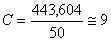 C = 443,604 / 50 ≅ 9